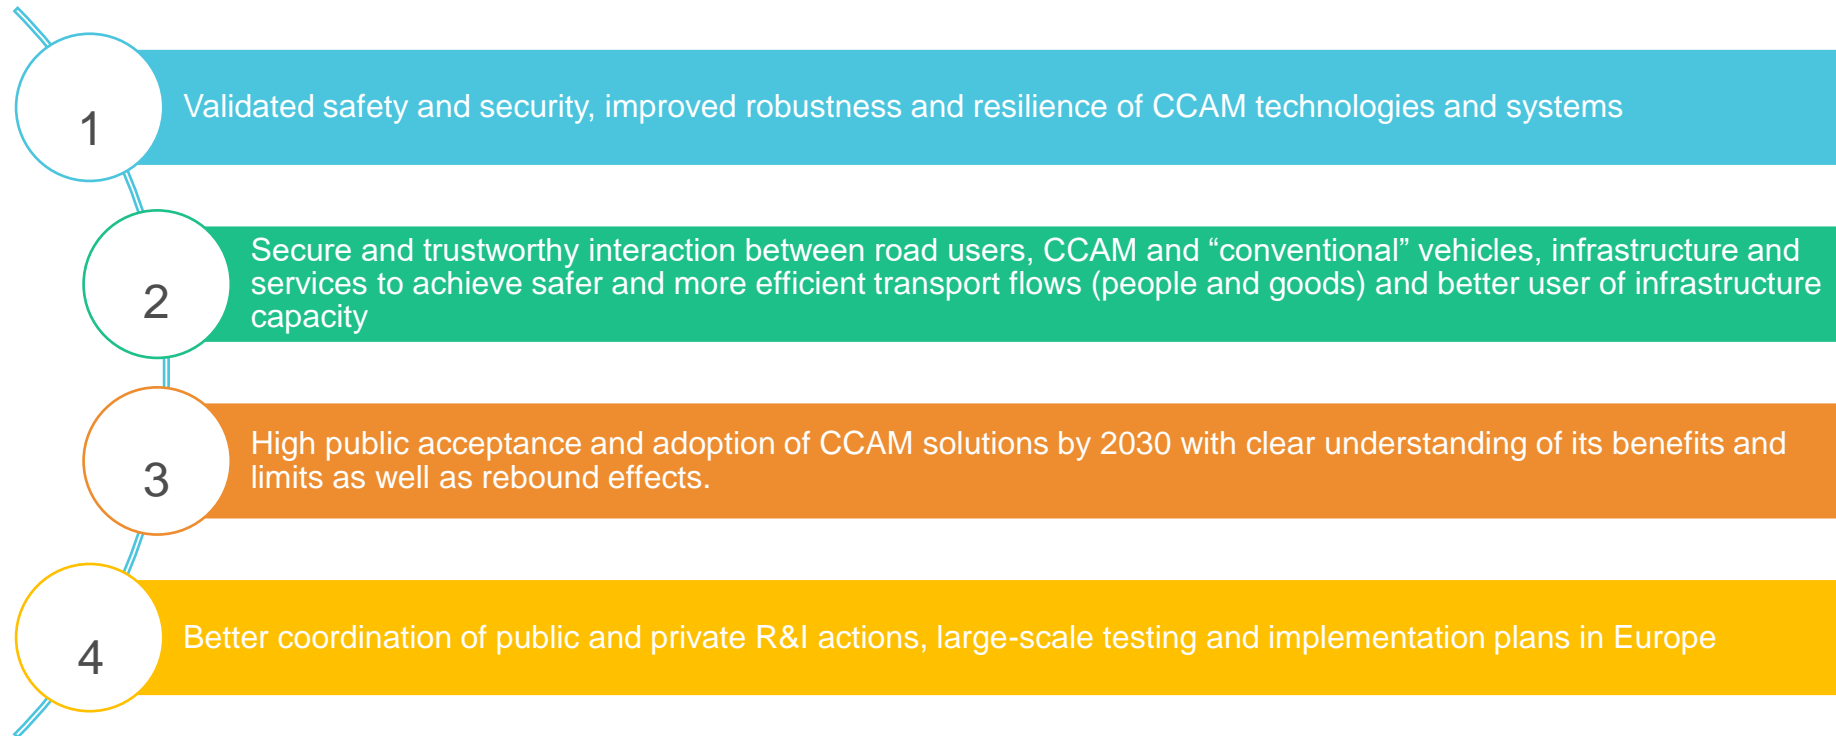 1
Validated safety and security, improved robustness and resilience of CCAM technologies and systems
2
Secure and trustworthy interaction between road users, CCAM and “conventional” vehicles, infrastructure and
services to achieve safer and more efficient transport flows (people and goods) and better user of infrastructure
capacity
3
High public acceptance and adoption of CCAM solutions by 2030 with clear understanding of its benefits and
limits as well as rebound effects.
4
Better coordination of public and private R&I actions, large-scale testing and implementation plans in Europe